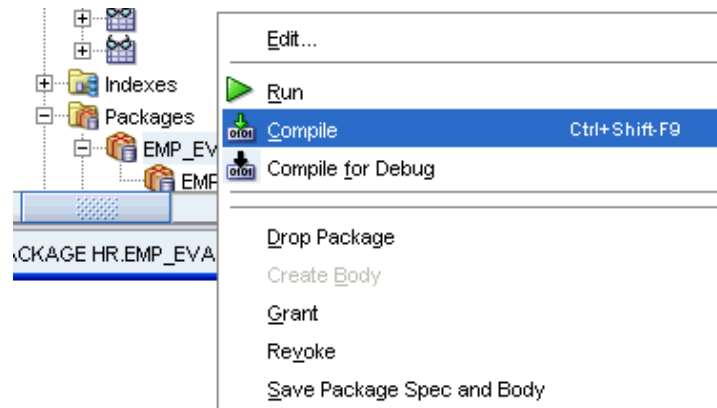 Edit...
Indexes
Run
Packages
Compile Ctrl+Shift-F9
EMP_EV
Compile for Debug
EMP
Drop Package
ACKAGE HR.EMP_EVA
Create Body
Grant
Revoke
Save Package Spec and Body